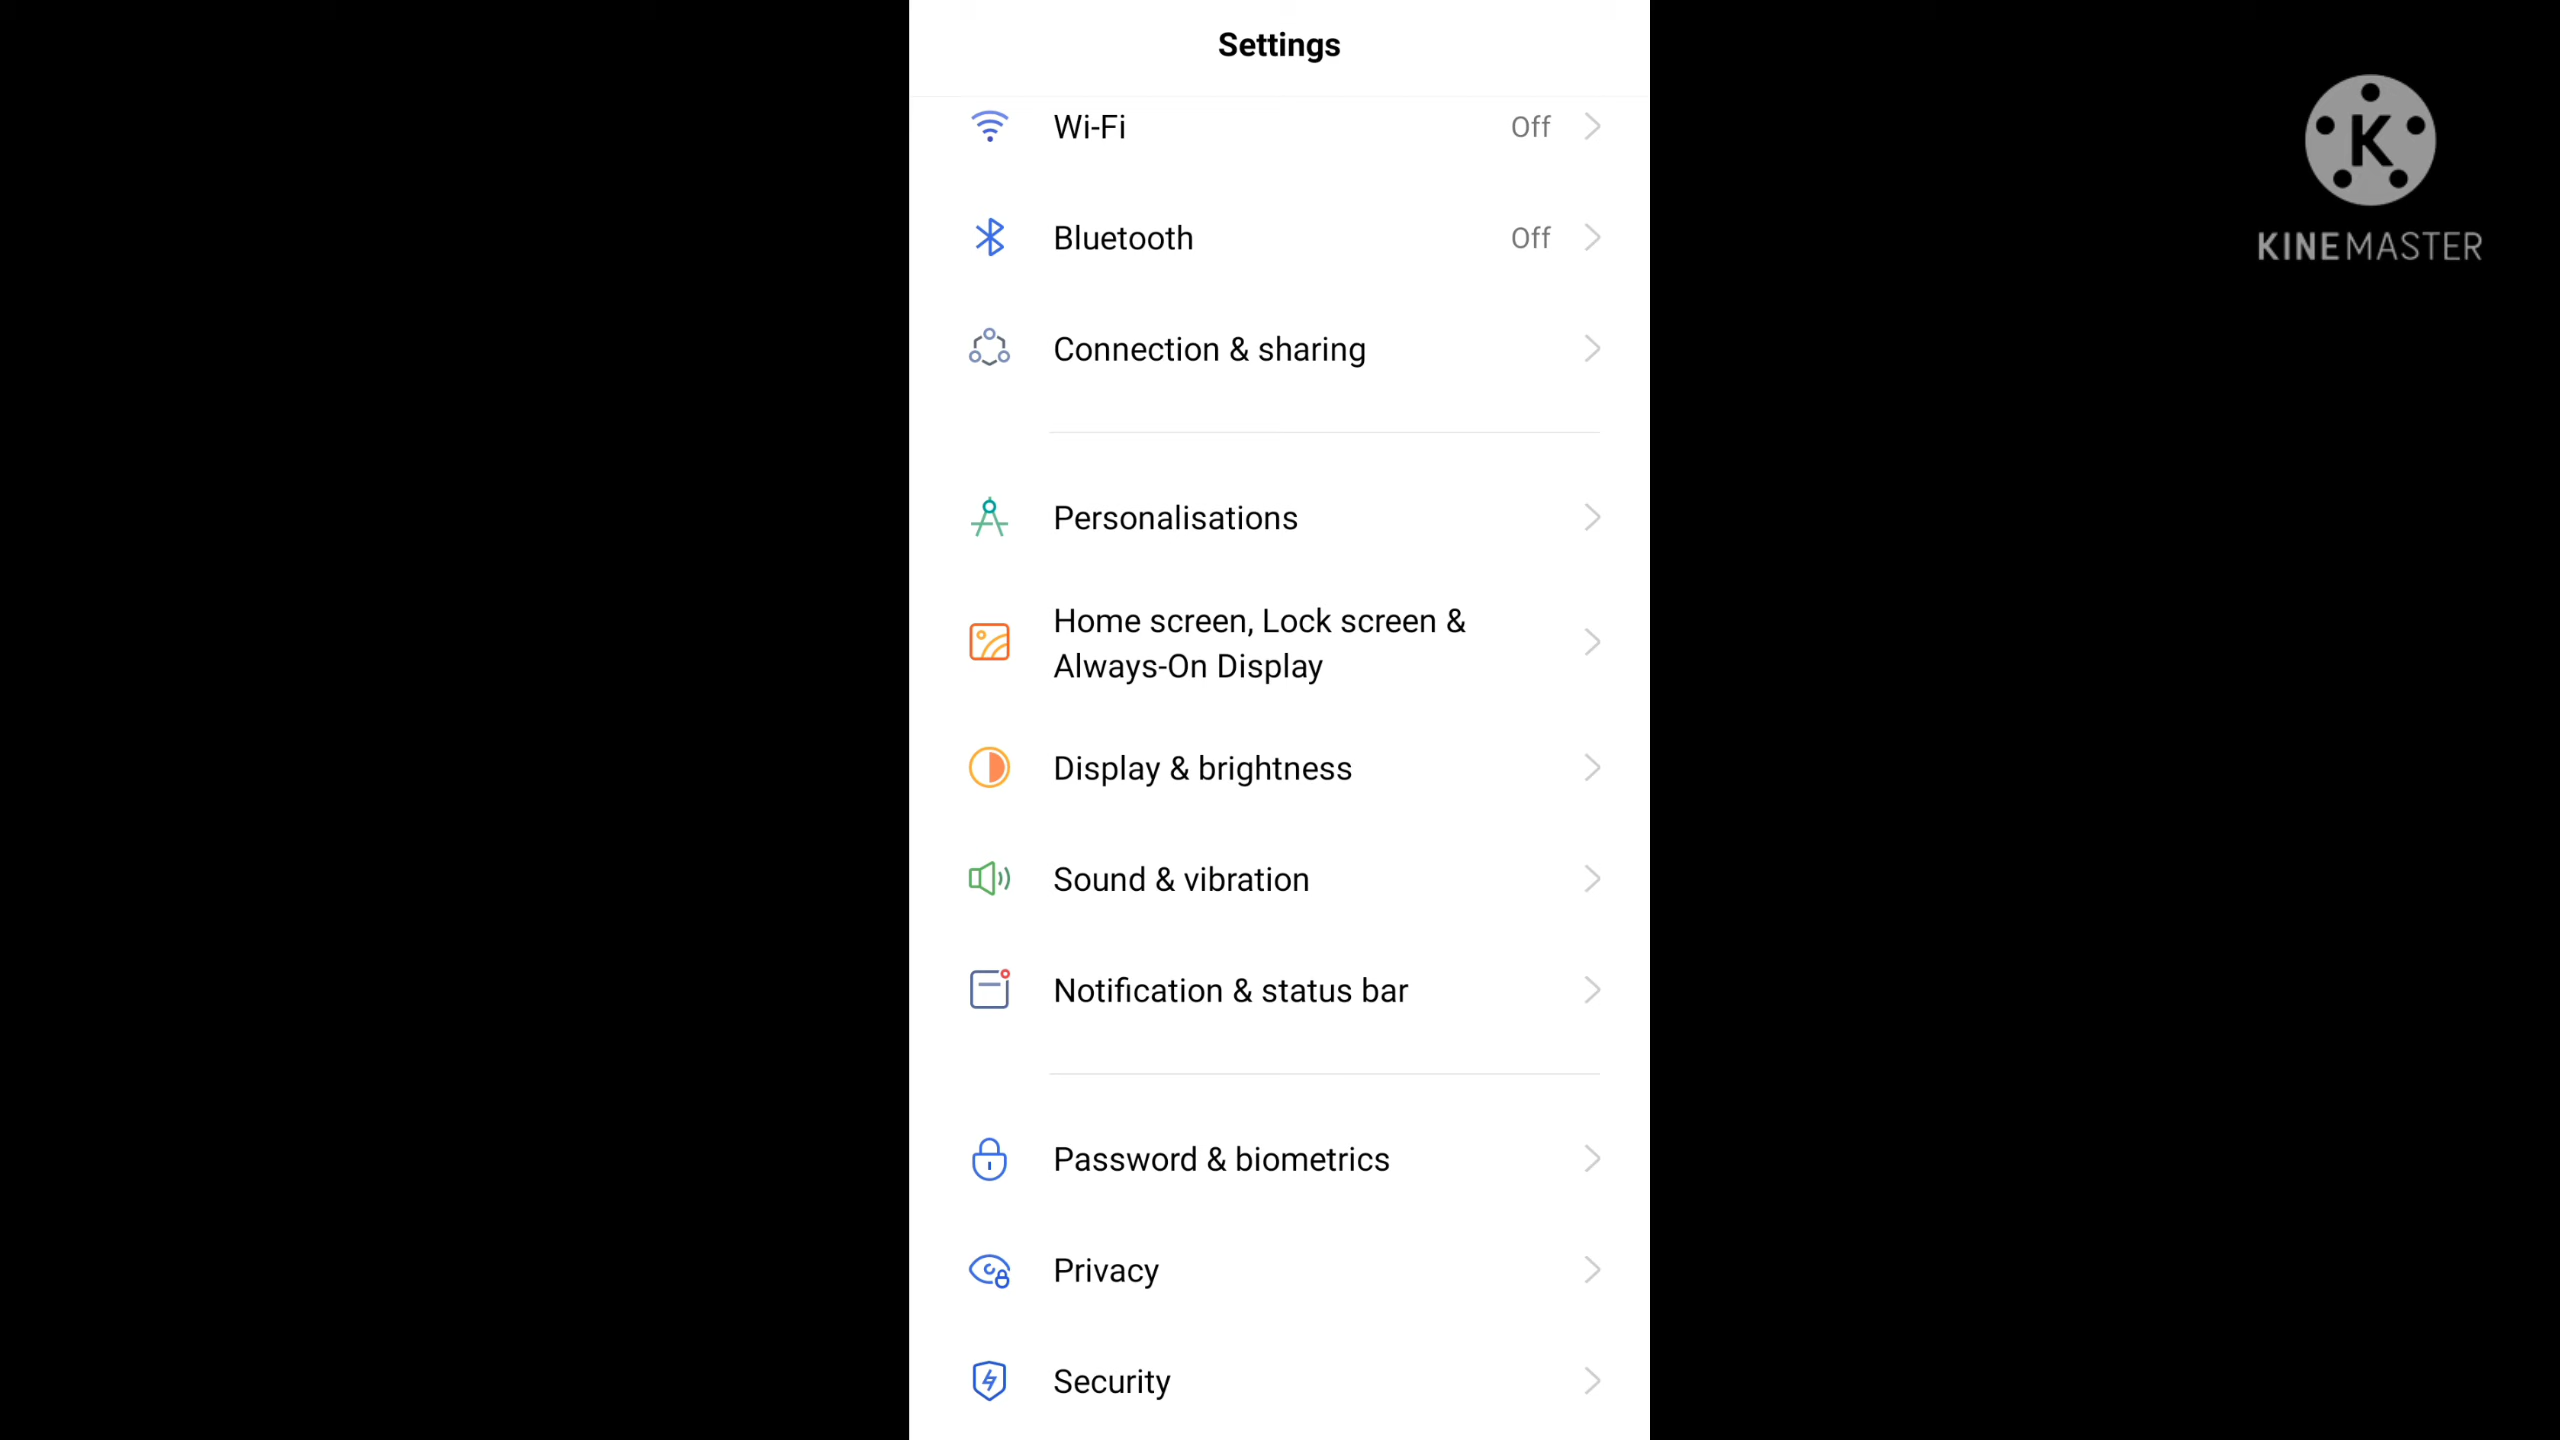 Settings
Wi-Fi Off
Bluetooth Off
Connection & sharing
Personalisations
Home screen, Lock screen &
Always-On Display
Display & brightness
Sound & vibration
Notification & status bar
Password & biometrics
Privacy
Security
K
KINEMASTER